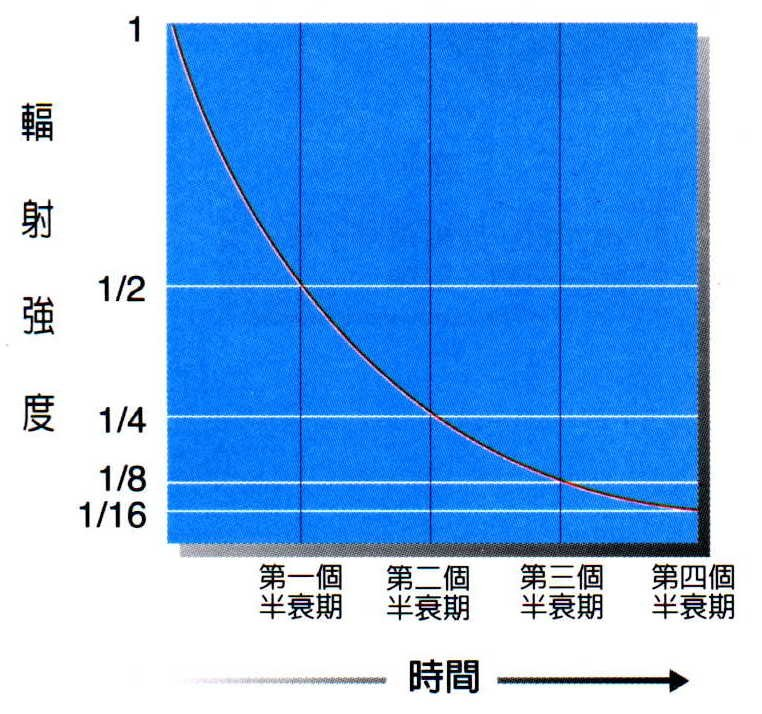 1
輻射強度
1/2
1/4
1/8
1/16
第一個
半衰期
第二個
半衰期
第三個
半衰期
第四個
半衰期
時間